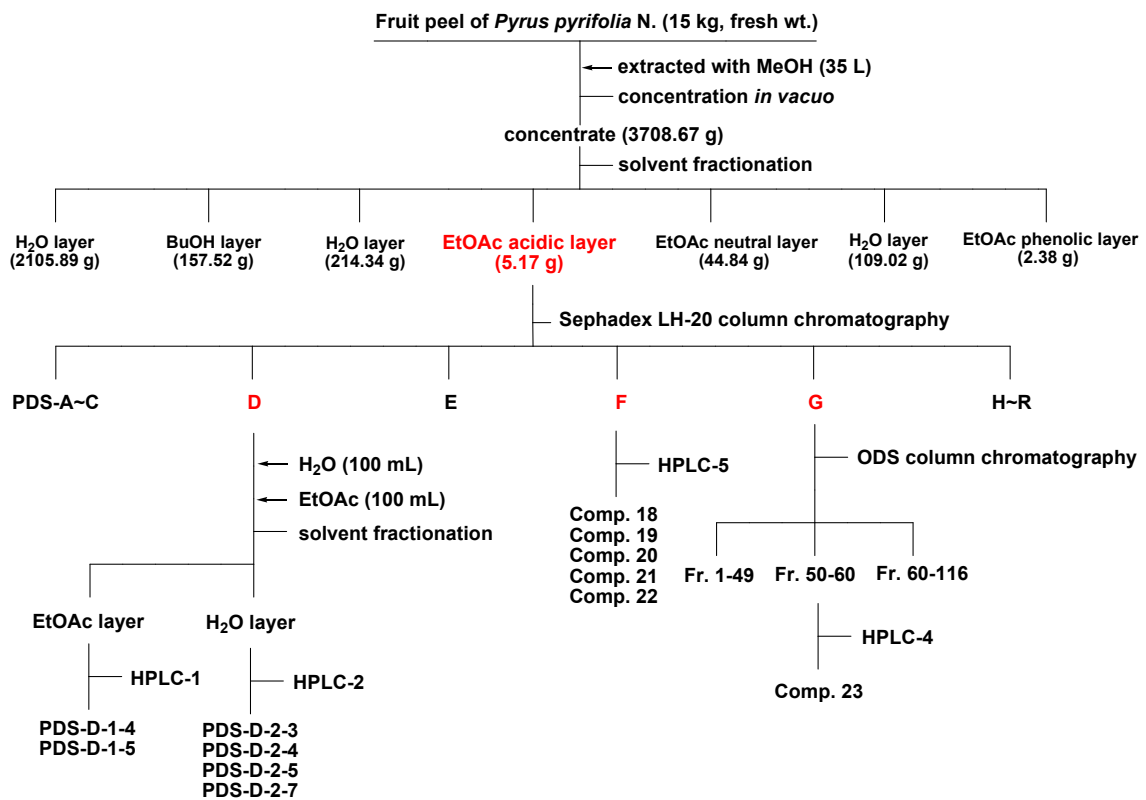 Fruit peel of Pyrus pyrifolia N. (15 kg, fresh wt.)
extracted with MeOH (35 L)
concentration in vacuo
concentrate (3708.67 g)
solvent fractionation
H₂O layer
(2105.89 g)
BuOH layer
(157.52 g)
H₂O layer
(214.34 g)
EtOAc acidic layer
(5.17 g)
EtOAc neutral layer
(44.84 g)
H₂O layer
(109.02 g)
EtOAc phenolic layer
(2.38 g)
Sephadex LH-20 column chromatography
PDS-A~C
D
E
F
G
H~R
H₂O (100 mL)
EtOAc (100 mL)
solvent fractionation
EtOAc layer
H₂O layer
HPLC-1
HPLC-2
PDS-D-1-4
PDS-D-1-5
PDS-D-2-3
PDS-D-2-4
PDS-D-2-5
PDS-D-2-7
HPLC-5
Comp. 18
Comp. 19
Comp. 20
Comp. 21
Comp. 22
ODS column chromatography
Fr. 1-49
Fr. 50-60
Fr. 60-116
HPLC-4
Comp. 23